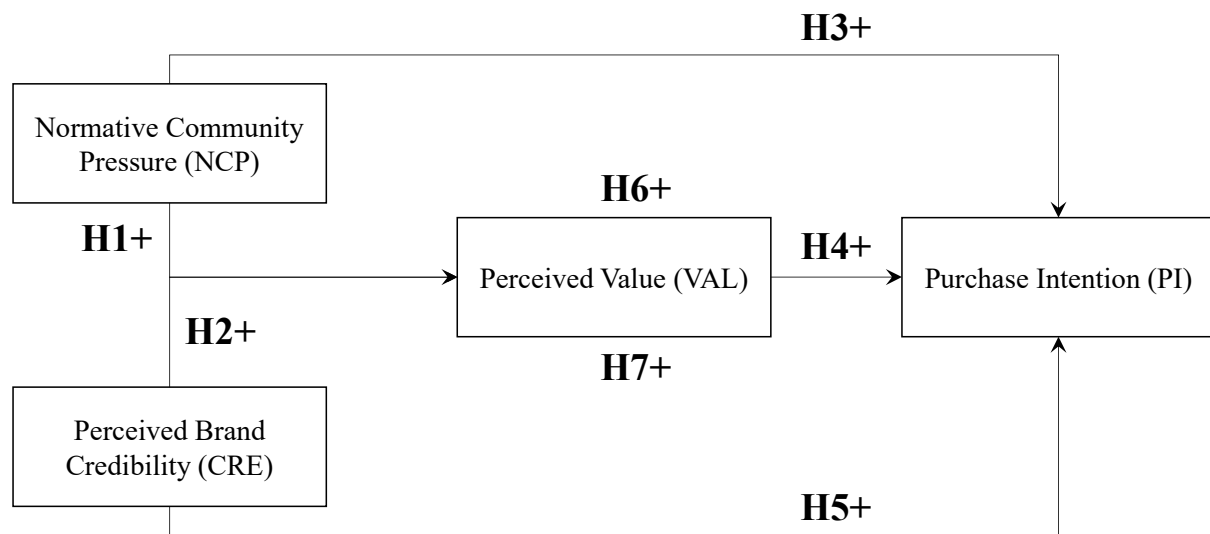 H3+
Normative Community
Pressure (NCP)
H1+
H6+
H4+
Perceived Value (VAL)
Purchase Intention (PI)
H2+
H7+
Perceived Brand
Credibility (CRE)
H5+